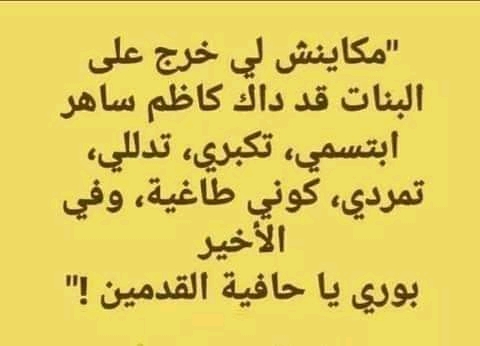 "مكاينش لي خرج على
البنات قد داك كاظم ساهر
ابتسمي، تكبري، تدللي،
تمردي، كوني طاغية، وفي
الأخير
بوري يا حافية القدمين !"